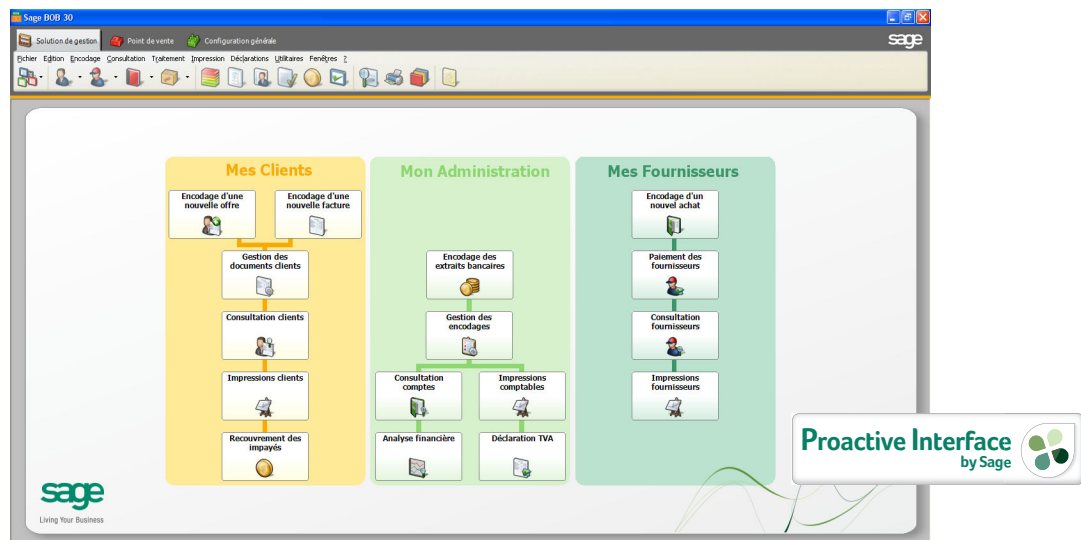 Sage BOB 30
Solution de gestion Point de vente Configuration générale
sage
Fichier Edition Encodage Consultation Traitement Impression Déclarations Utilitaires Fenêtres ?
Mes Clients
Encodage d'une
nouvelle offre
Encodage d'une
nouvelle facture
Gestion des
documents clients
Consultation clients
Impressions clients
Recouvrement des
impayés
Mon Administration
Encodage des
extraits bancaires
Gestion des
encodages
Consultation
comptes
Impressions
comptables
Analyse financière
Déclaration TVA
Mes Fournisseurs
Encodage d'un
nouvel achat
Paiement des
fournisseurs
Consultation
fournisseurs
Impressions
fournisseurs
Proactive Interface
by Sage
sage
Living Your Business